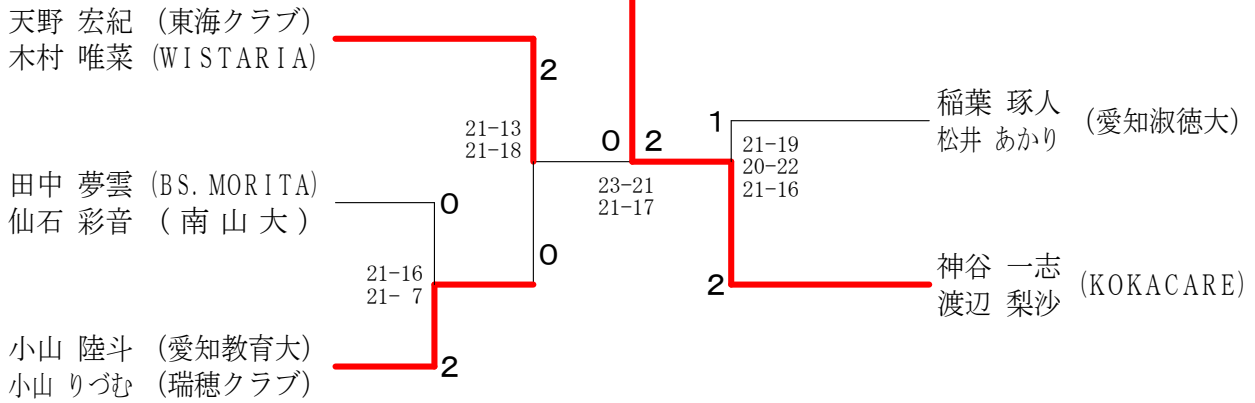 天野 宏紀 (東海クラブ)
木村 唯菜 (WISTARIA)
2
21-13
21-18
田中 夢雲 (BS.MORITA)
仙石 彩音 (南山大)
0
21-16
21- 7
0
小山 陸斗 (愛知教育大)
小山 りづむ (瑞穂クラブ)
2
0 2
23-21
21-17
1
稲葉 琢人
松井 あかり (愛知淑徳大)
21-19
20-22
21-16
2
神谷 一志
渡辺 梨沙 (KOKACARE)